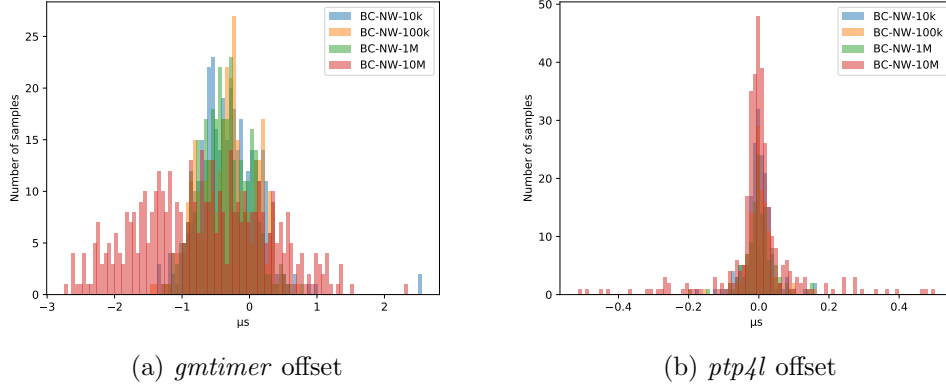 BC-NW-10k
BC-NW-100k
BC-NW-1M
BC-NW-10M
Number of samples
25
20
15
10
5
0
−3 −2 −1 0 1 2
μs
(a) gmtimer offset
BC-NW-10k
BC-NW-100k
BC-NW-1M
BC-NW-10M
Number of samples
50
40
30
20
10
0
−0.4 −0.2 0.0 0.2 0.4
μs
(b) ptp4l offset